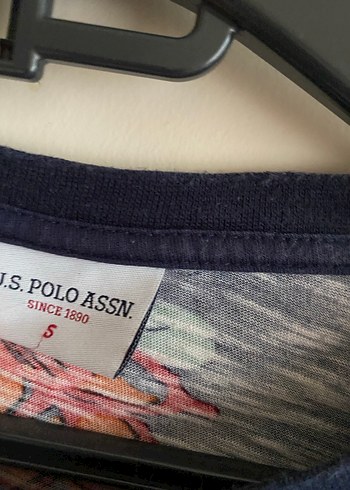 U.S. POLO ASSN.
SINCE 1890
S